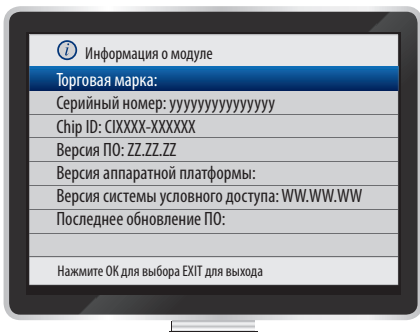 Информация о модуле
Торговая марка:
Серийный номер: yyyyyyyyyyyyyyy
Chip ID: CIXXXX-XXXXXX
Версия ПО: ZZ.ZZ.ZZ
Версия аппаратной платформы:
Версия системы условного доступа: WW.WW.WW
Последнее обновление ПО:
Нажмите ОК для выбора EXIT для выхода